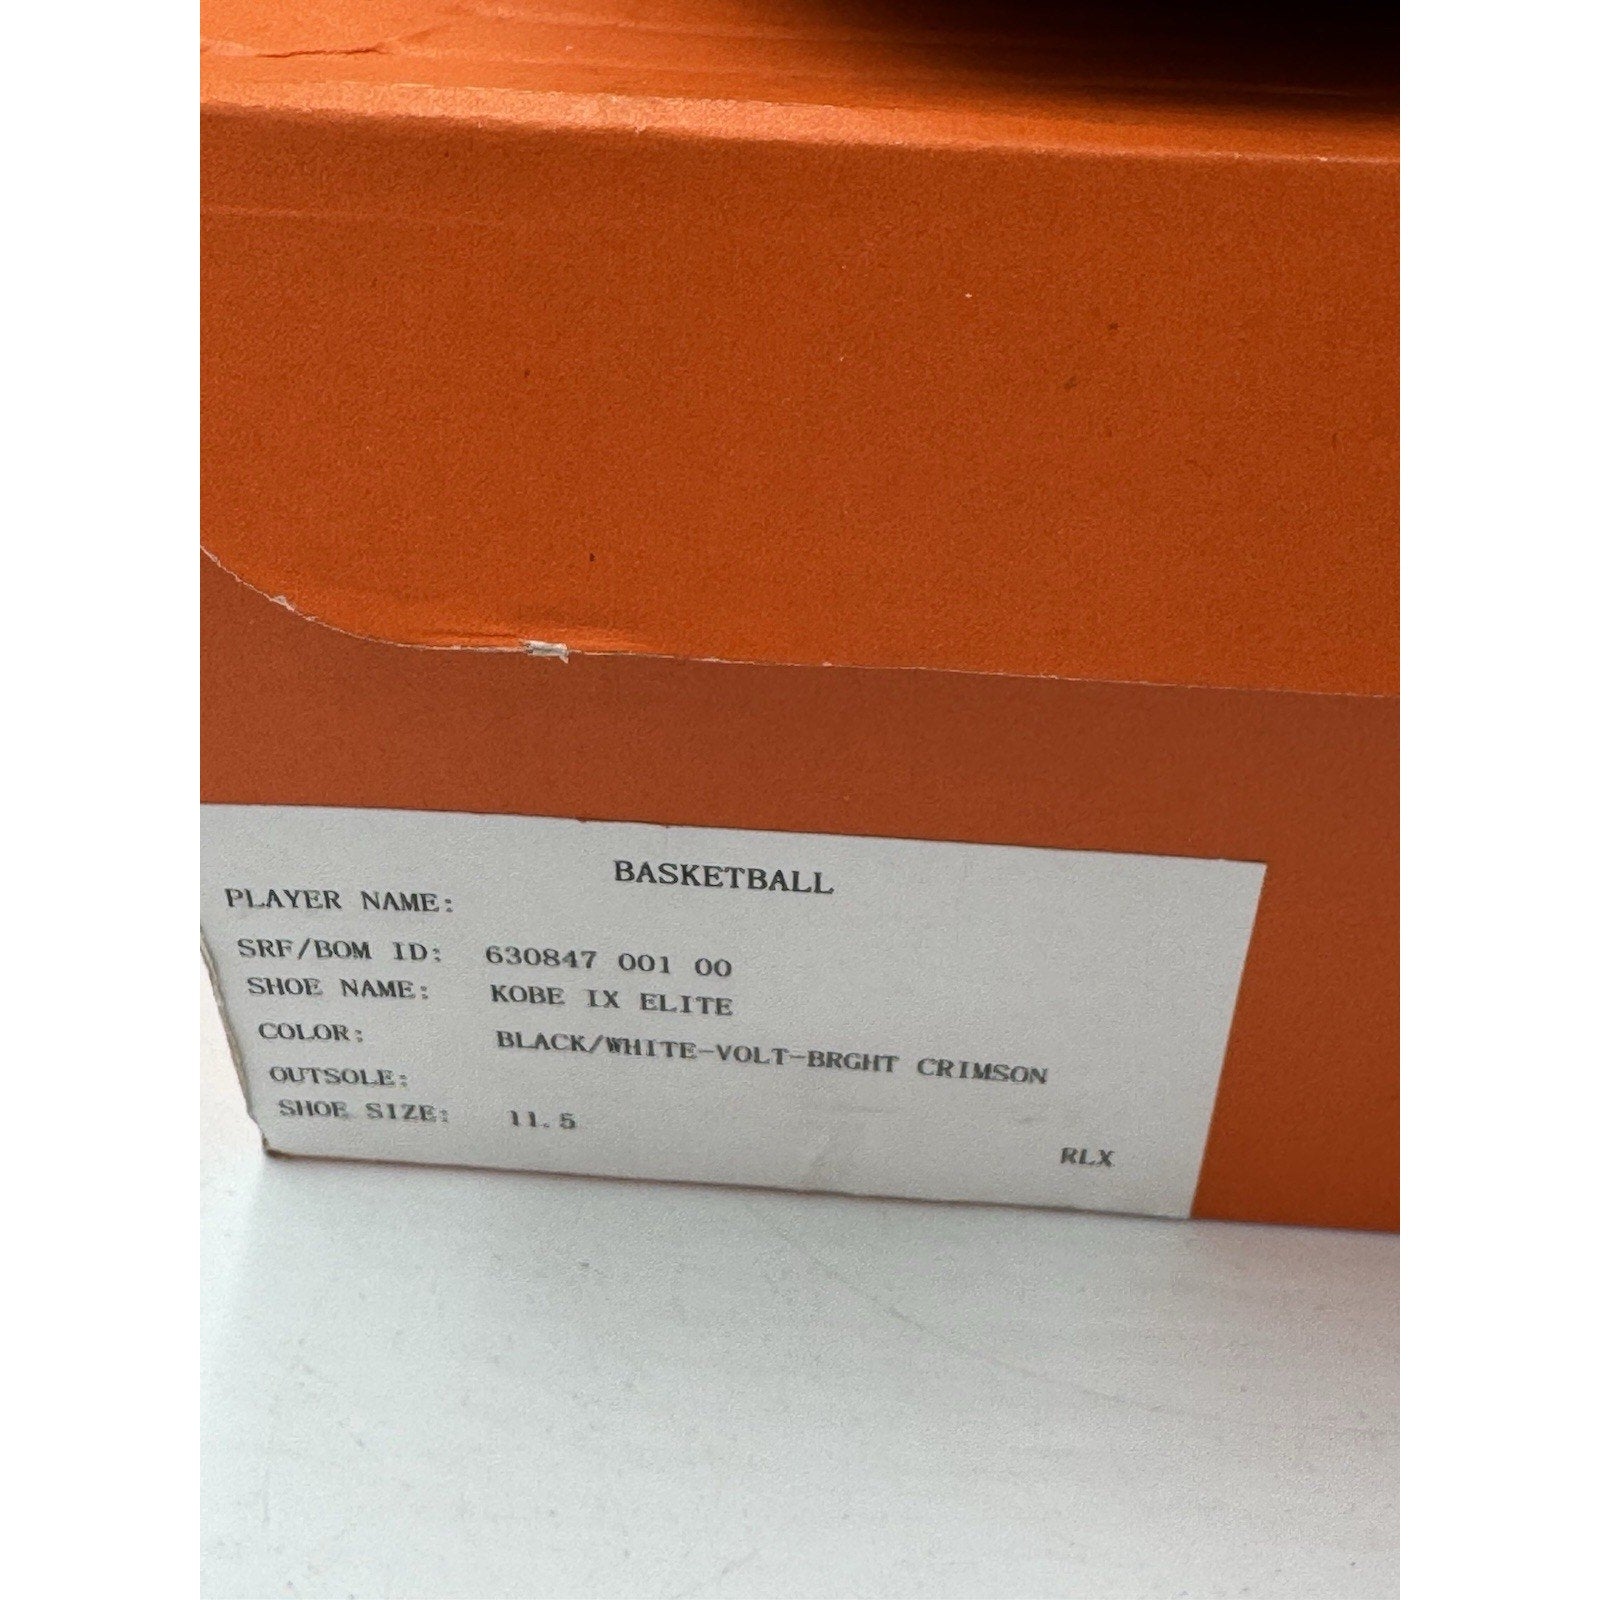 BASKETBALL
PLAYER NAME:
SRF/BOM ID: 630847 001 00
SHOE NAME: KOBE IX ELITE
COLOR: BLACK/WHITE-VOLT-BRGHT CRIMSON
OUTSOLE:
SHOE SIZE: 11.5
RLX